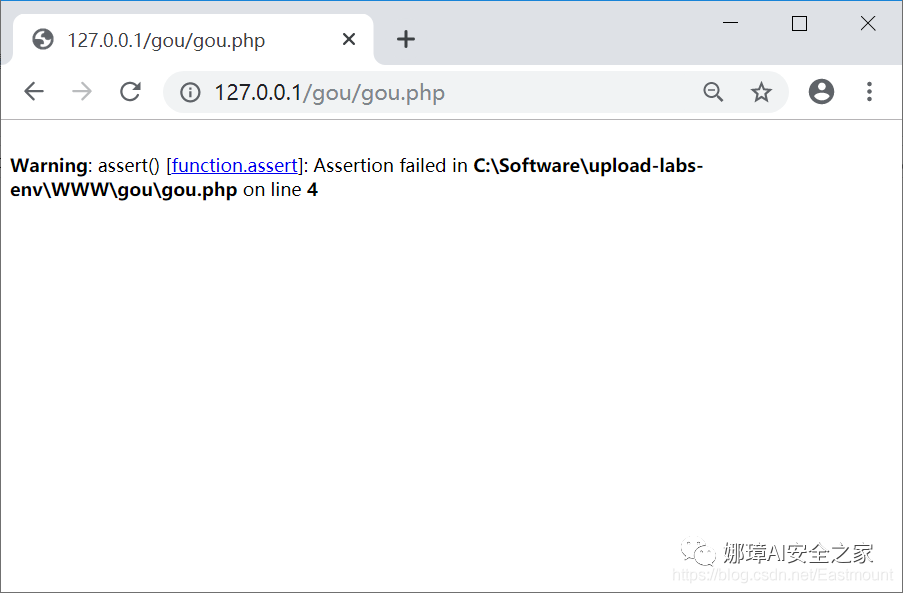 127.0.0.1/gou/gou.php
127.0.0.1/gou/gou.php
Warning: assert() [function.assert]: Assertion failed in C:\Software\upload-labs-
env\WWW\gou\gou.php on line 4
娜璋AI安全之家
https://blog.csdn.net/Eastmount